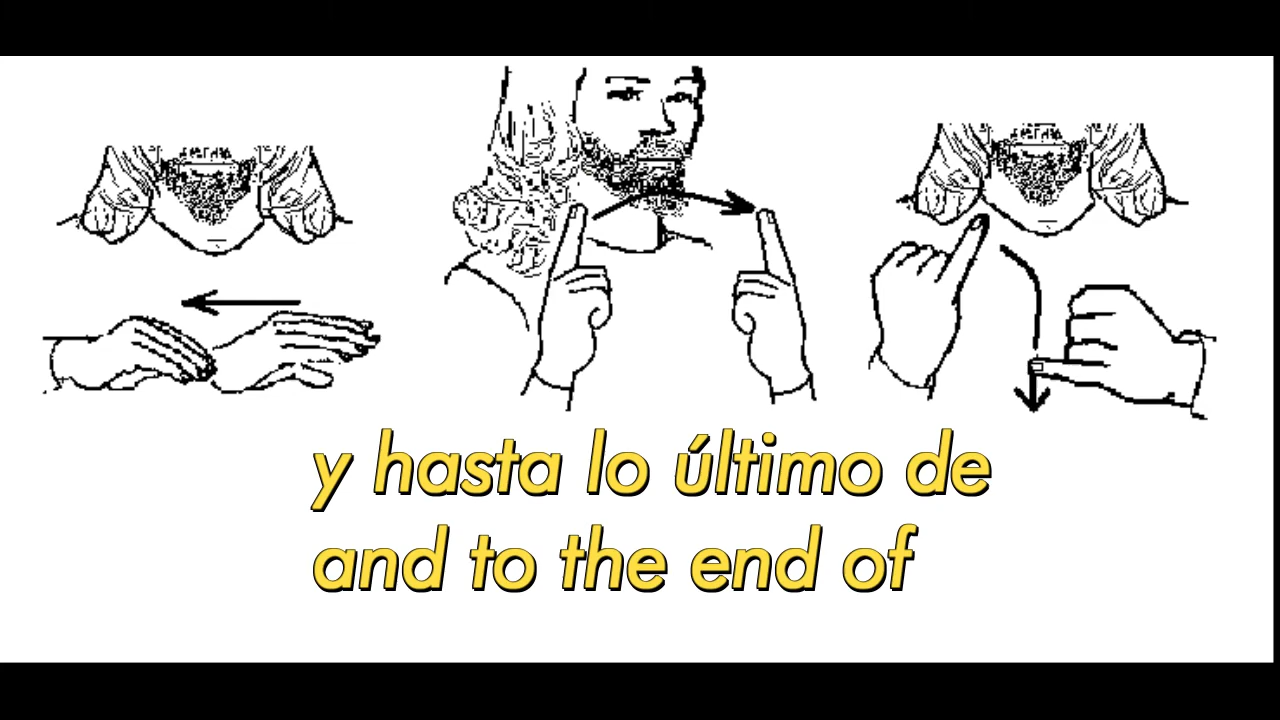 y hasta lo último de
and to the end of